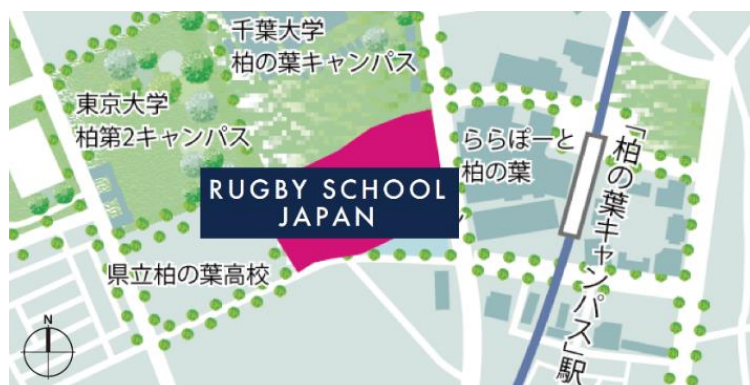 千葉大学
柏の葉キャンパス
東京大学
柏第2キャンパス
ららぽーと
柏の葉
RUGBY SCHOOL
JAPAN
県立柏の葉高校
「柏の葉キャンパス」駅
N